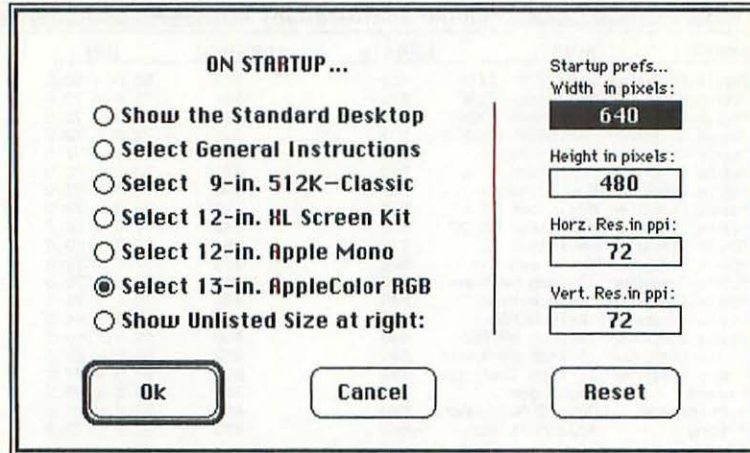 ON STARTUP...
Show the Standard Desktop
Select General Instructions
Select 9-in. 512K-Classic
Select 12-in. XL Screen Kit
Select 12-in. Apple Mono
Select 13-in. AppleColor RGB
Show Unlisted Size at right:
Startup prefs...
Width in pixels:
640
Height in pixels:
480
Horz. Res.in ppi:
72
Vert. Res.in ppi:
72
Ok
Cancel
Reset